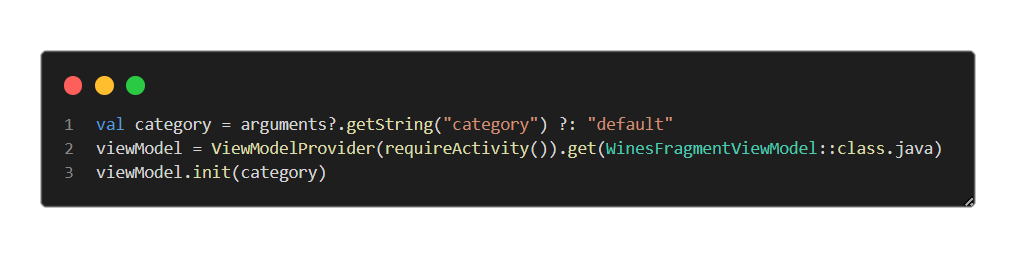 1 val category = arguments?.getString("category") ?: "default"
2 viewModel = ViewModelProvider(requireActivity()).get(WinesFragmentViewModel::class.java)
3 viewModel.init(category)